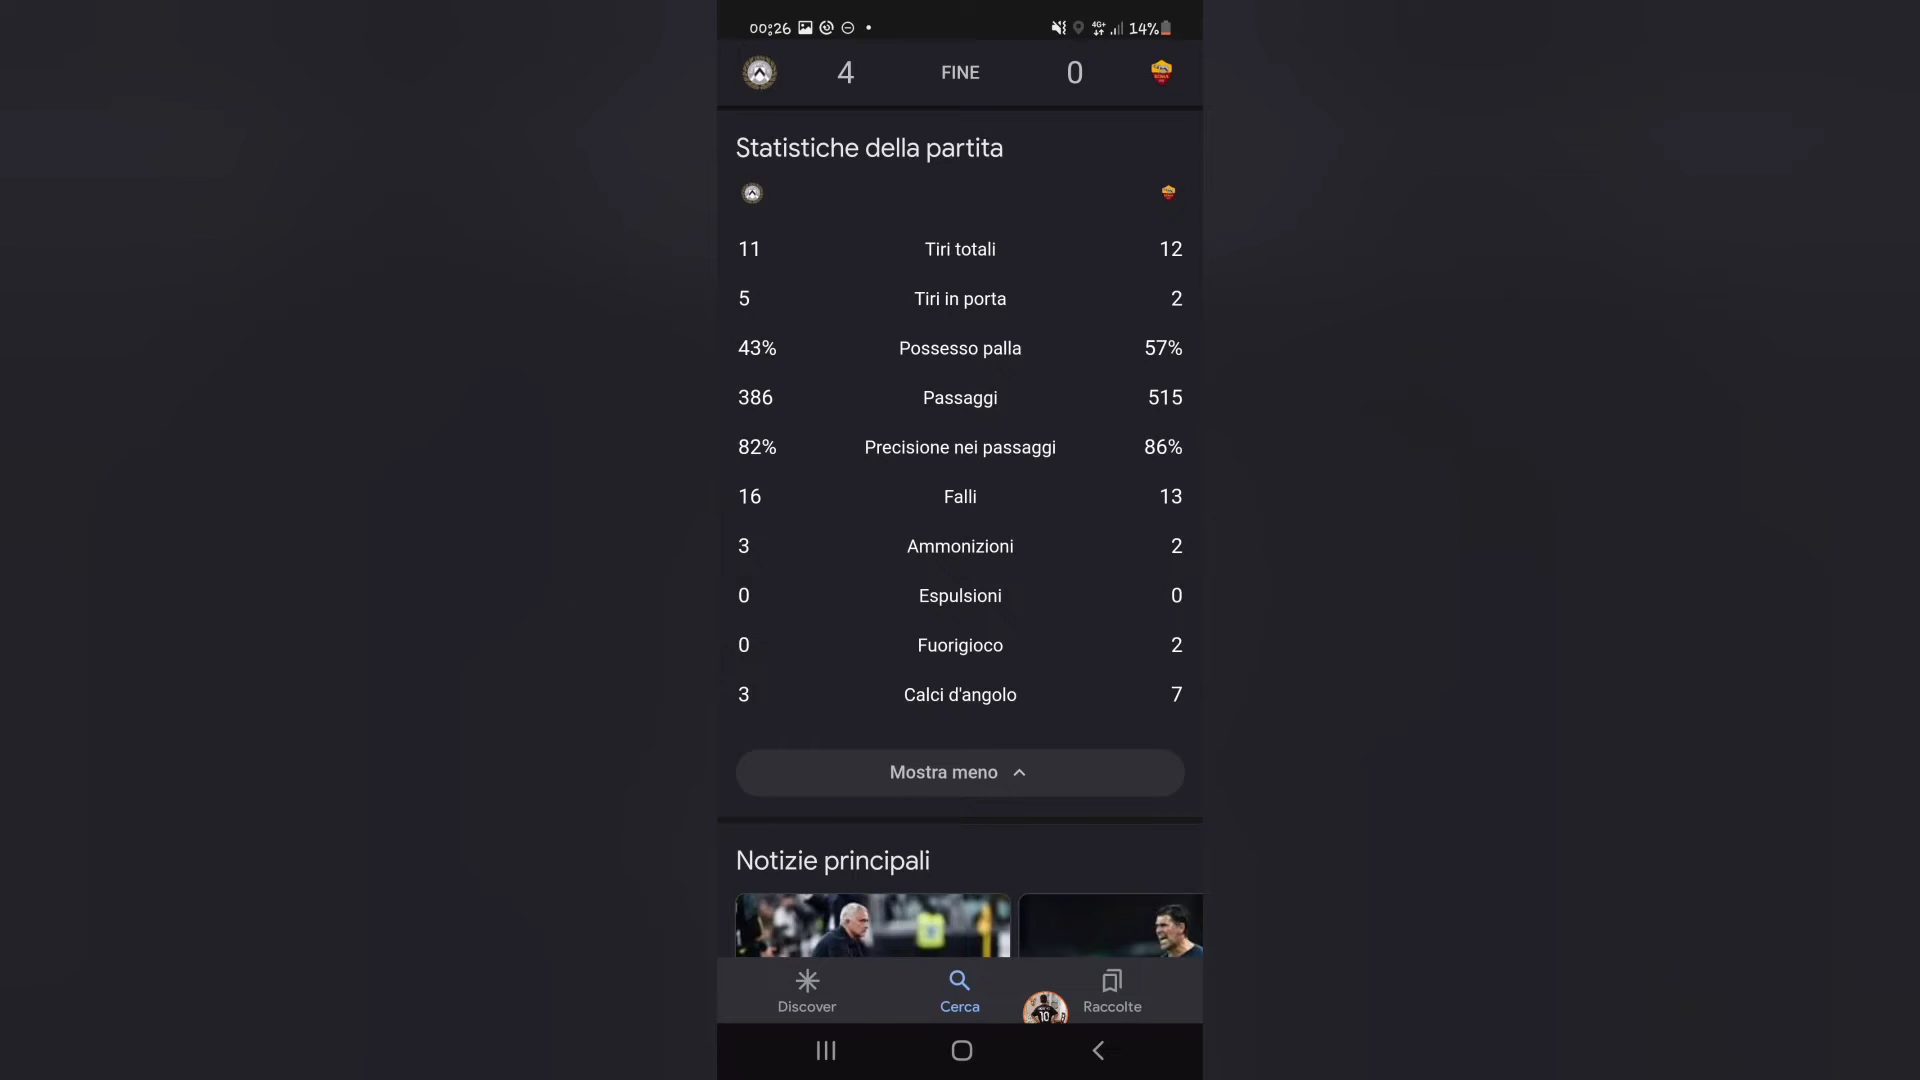 00:26 4G+ 14%
4 FINE 0
Statistiche della partita
11 Tiri totali 12
5 Tiri in porta 2
43% Possesso palla 57%
386 Passaggi 515
82% Precisione nei passaggi 86%
16 Falli 13
3 Ammonizioni 2
0 Espulsioni 0
0 Fuorigioco 2
3 Calci d'angolo 7
Mostra meno
Notizie principali
10
Discover Cerca Raccolte